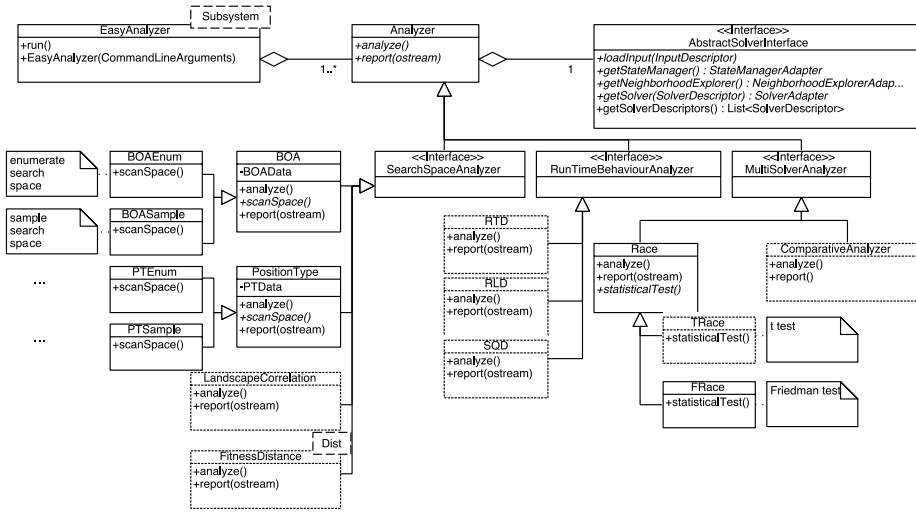 Subsystem
EasyAnalyzer
+run()
+EasyAnalyzer(CommandLineArguments)
1..*
Analyzer
+analyze()
+report(ostream)
1
<<Interface>>
AbstractSolverInterface
+loadInput(InputDescriptor)
+getStateManager() : StateManagerAdapter
+getNeighborhoodExplorer() : NeighborhoodExplorerAdap...
+getSolver(SolverDescriptor) : SolverAdapter
+getSolverDescriptors() : List<SolverDescriptor>
<<Interface>>
SearchSpaceAnalyzer
<<Interface>>
RunTimeBehaviourAnalyzer
<<Interface>>
MultiSolverAnalyzer
enumerate
search
space
BOAEnum
+scanSpace()
BOA
-BOAData
+analyze()
+scanSpace()
+report(ostream)
sample
search
space
BOASample
+scanSpace()
...
PTEnum
+scanSpace()
PositionType
-PTData
+analyze()
+scanSpace()
+report(ostream)
...
PTSample
+scanSpace()
LandscapeCorrelation
+analyze()
+report(ostream)
Dist
FitnessDistance
+analyze()
+report(ostream)
RTD
+analyze()
+report(ostream)
RLD
+analyze()
+report(ostream)
SQD
+analyze()
+report(ostream)
Race
+analyze()
+report(ostream)
+statisticalTest()
ComparativeAnalyzer
+analyze()
+report()
TRace
+statisticalTest()
t test
FRace
+statisticalTest()
Friedman test